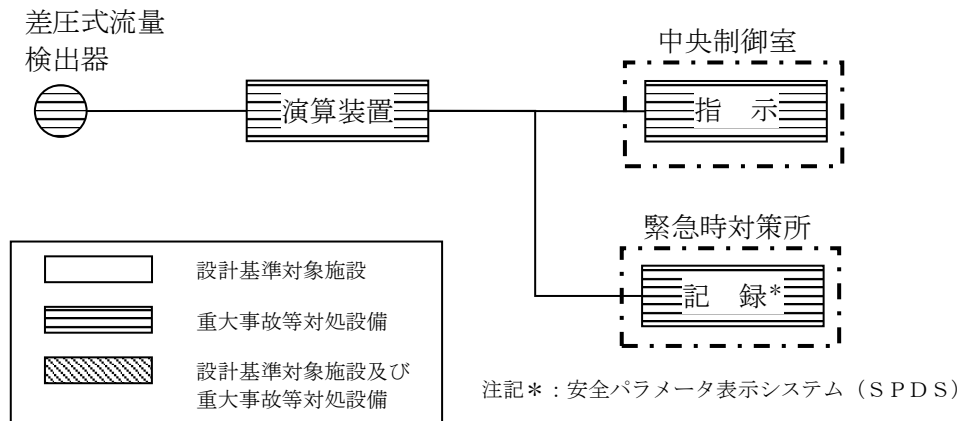 差圧式流量
検出器
演算装置
中央制御室
指　示
緊急時対策所
記　録*
設計基準対象施設
重大事故等対処設備
設計基準対象施設及び
重大事故等対処設備
注記＊：安全パラメータ表示システム（ＳＰＤＳ）